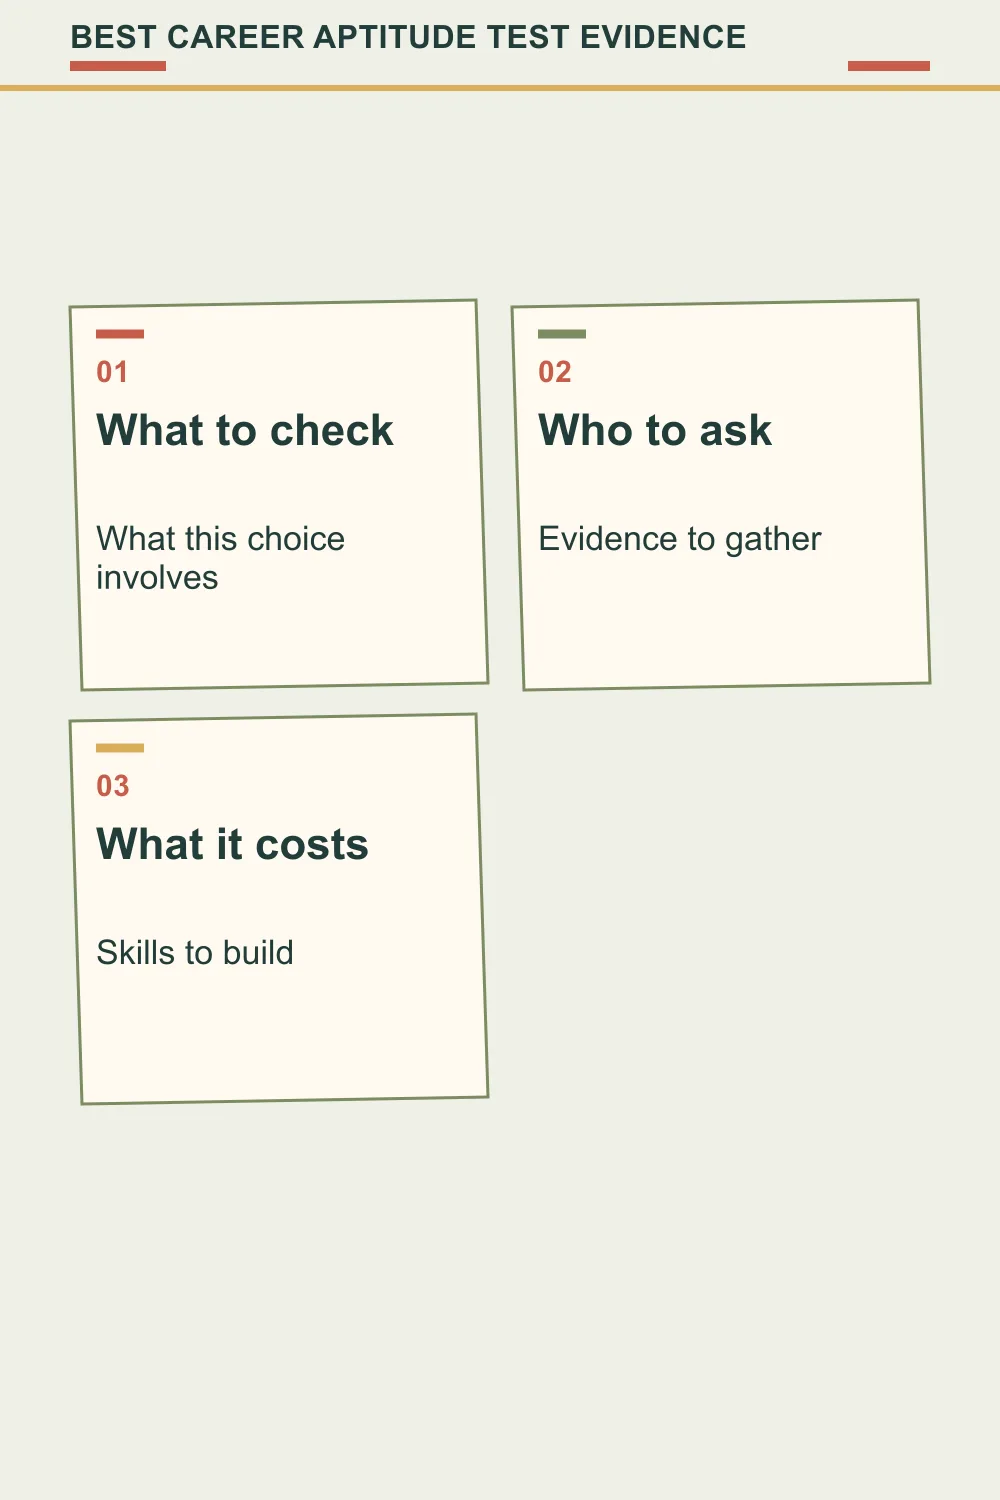 BEST CAREER APTITUDE TEST EVIDENCE
01
What to check
What this choice
involves
02
Who to ask
Evidence to gather
03
What it costs
Skills to build